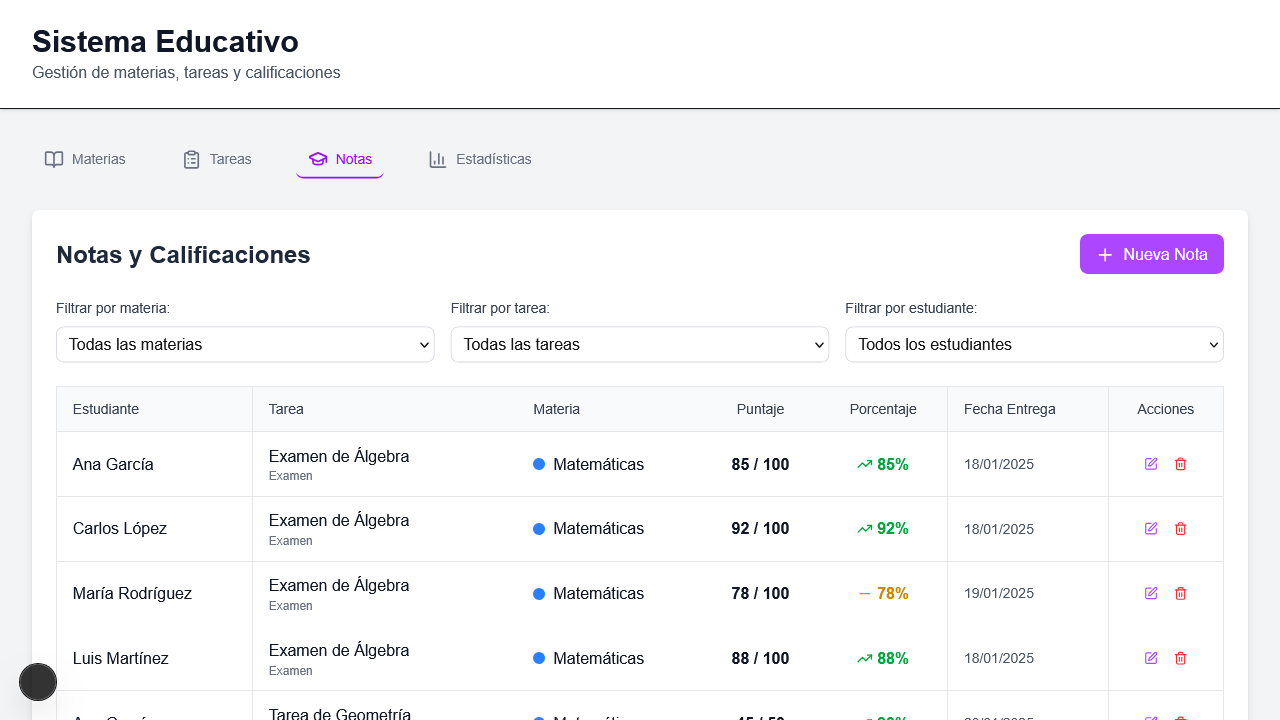 Sistema Educativo
Gestión de materias, tareas y calificaciones
Materias Tareas Notas Estadísticas
Notas y Calificaciones
Nueva Nota
Filtrar por materia: Filtrar por tarea: Filtrar por estudiante:
Todas las materias Todas las tareas Todos los estudiantes
Estudiante Tarea Materia Puntaje Porcentaje Fecha Entrega Acciones
Ana García Examen de Álgebra Matemáticas 85 / 100 85% 18/01/2025
Examen
Carlos López Examen de Álgebra Matemáticas 92 / 100 92% 18/01/2025
Examen
María Rodríguez Examen de Álgebra Matemáticas 78 / 100 78% 19/01/2025
Examen
Luis Martínez Examen de Álgebra Matemáticas 88 / 100 88% 18/01/2025
Examen
Tarea de Geometría